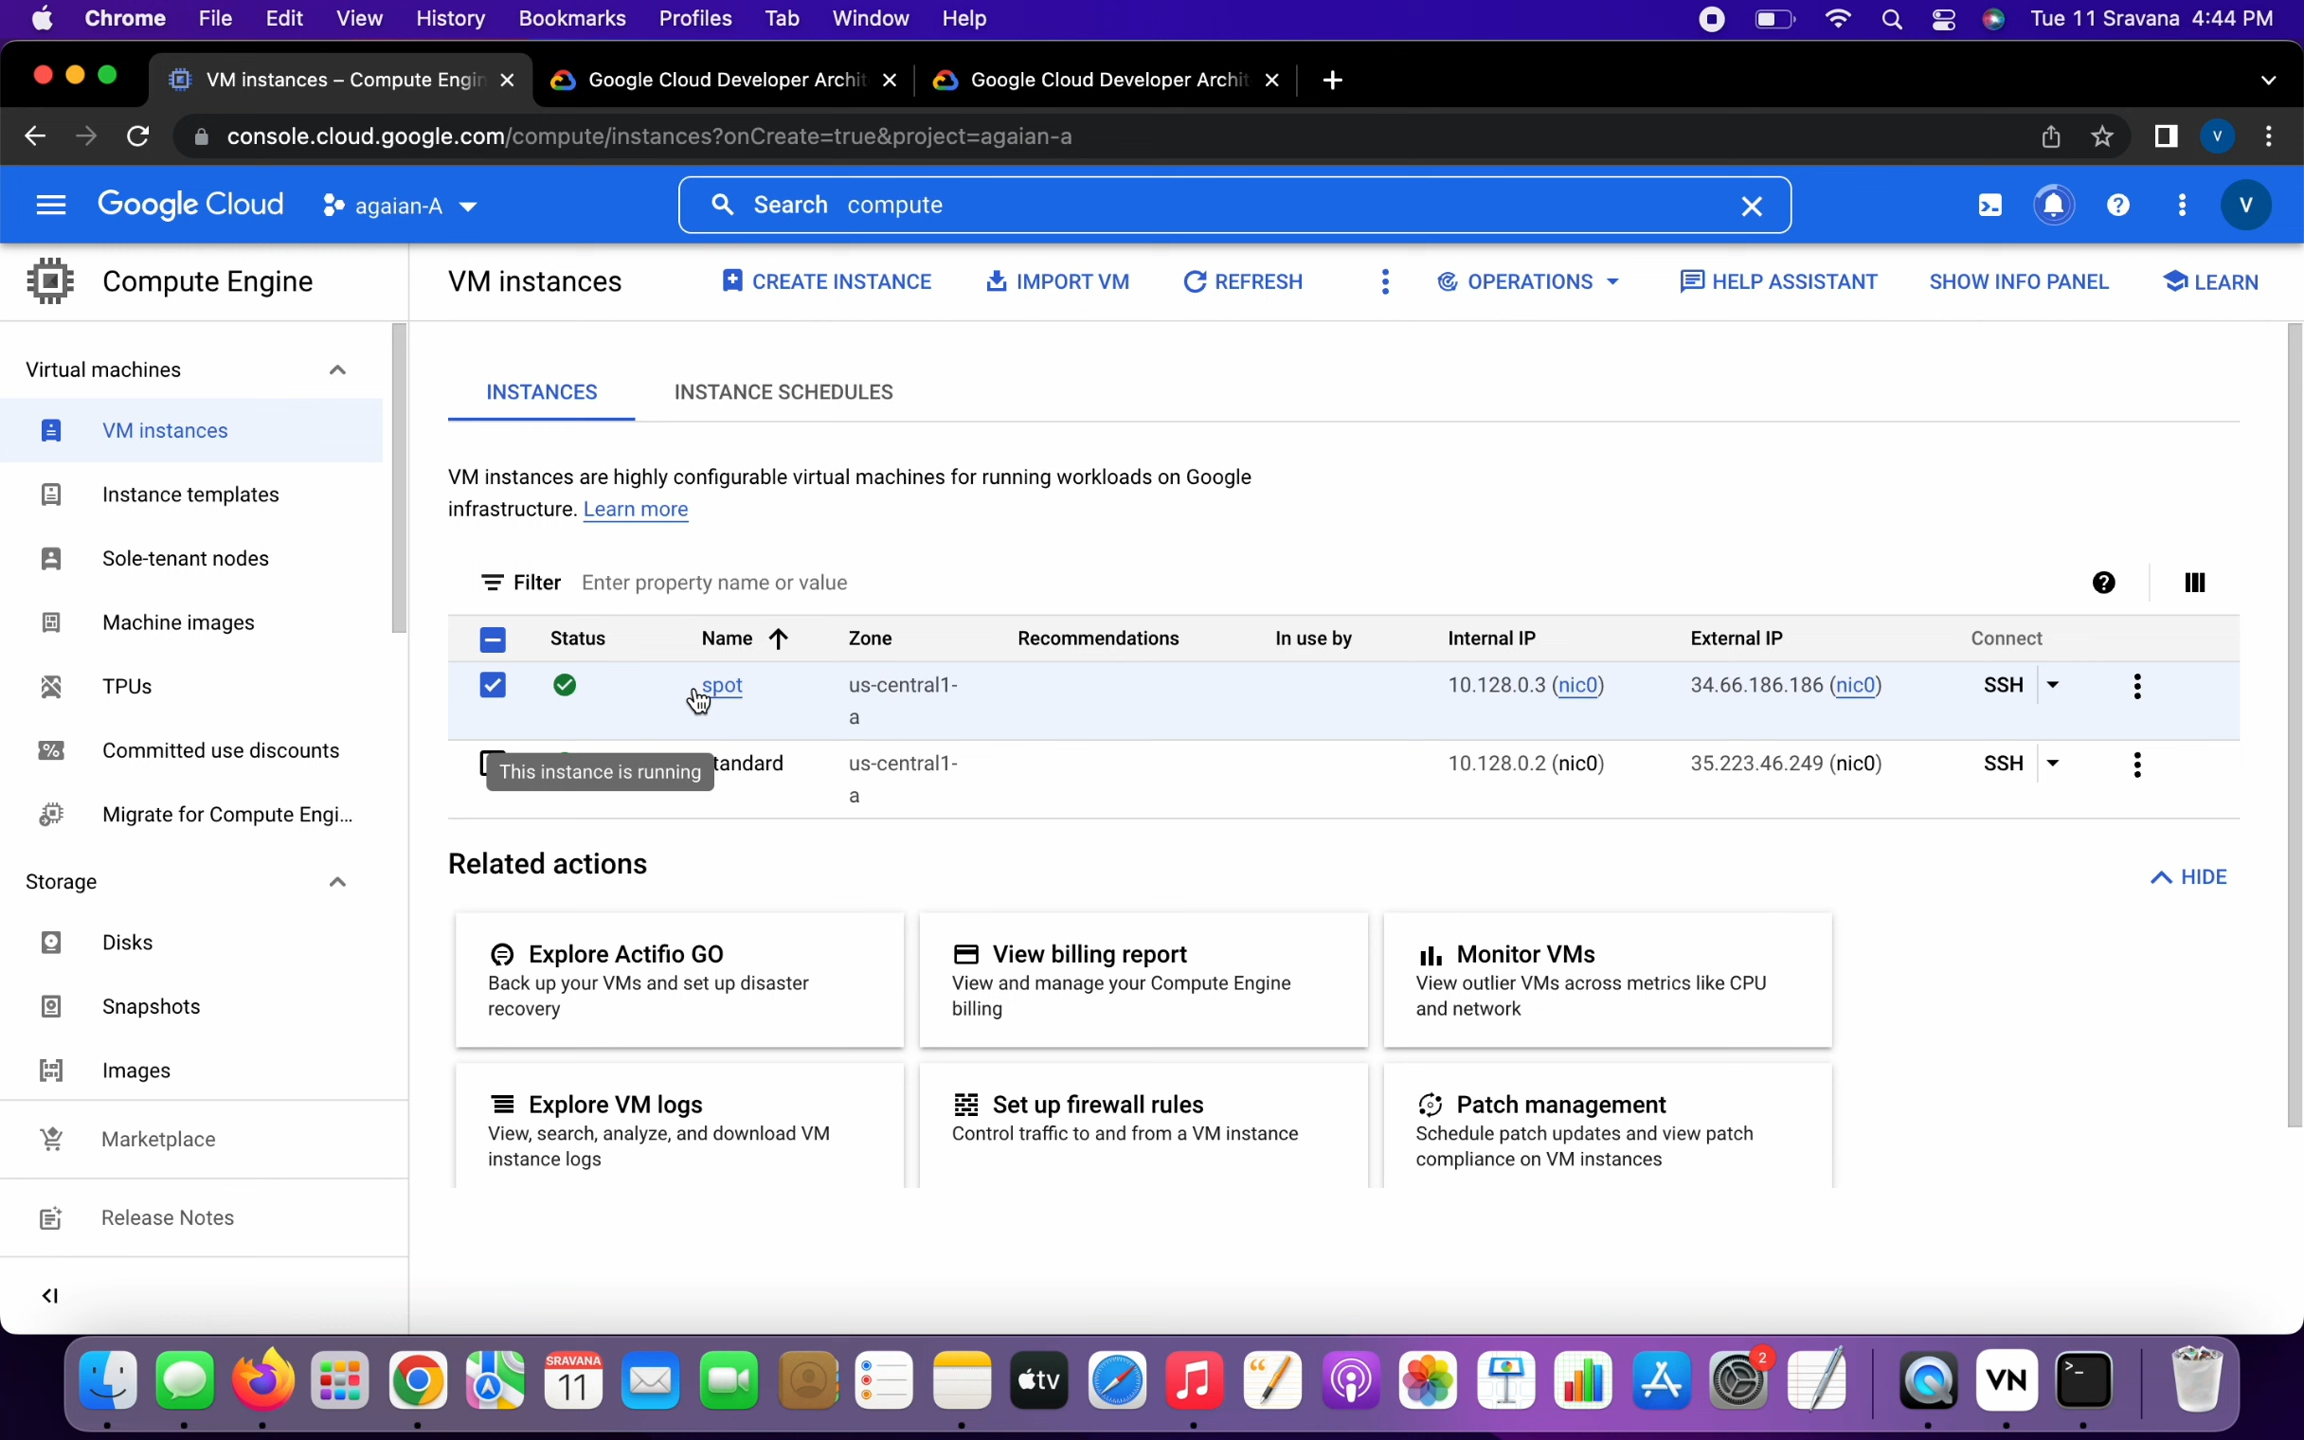 Chrome File Edit View History Bookmarks Profiles Tab Window Help Tue 11 Sravana 4:44 PM
VM instances – Compute Engin Google Cloud Developer Archit Google Cloud Developer Archit
console.cloud.google.com/compute/instances?onCreate=true&project=agaian-a V
Google Cloud agaian-A Search compute V
Compute Engine
VM instances CREATE INSTANCE IMPORT VM REFRESH OPERATIONS HELP ASSISTANT SHOW INFO PANEL LEARN
Virtual machines
VM instances
Instance templates
Sole-tenant nodes
Machine images
TPUs
Committed use discounts
Migrate for Compute Engi...
Storage
Disks
Snapshots
Images
Marketplace
Release Notes
INSTANCES INSTANCE SCHEDULES
VM instances are highly configurable virtual machines for running workloads on Google
infrastructure. Learn more
Filter Enter property name or value
Status Name Zone Recommendations In use by Internal IP External IP Connect
spot us-central1- 10.128.0.3 (nic0) 34.66.186.186 (nic0) SSH
a
This instance is running tandard us-central1- 10.128.0.2 (nic0) 35.223.46.249 (nic0) SSH
a
Related actions
HIDE
Explore Actifio GO
Back up your VMs and set up disaster
recovery
View billing report
View and manage your Compute Engine
billing
Monitor VMs
View outlier VMs across metrics like CPU
and network
Explore VM logs
View, search, analyze, and download VM
instance logs
Set up firewall rules
Control traffic to and from a VM instance
Patch management
Schedule patch updates and view patch
compliance on VM instances
SRAVANA
11
tv
2
VN